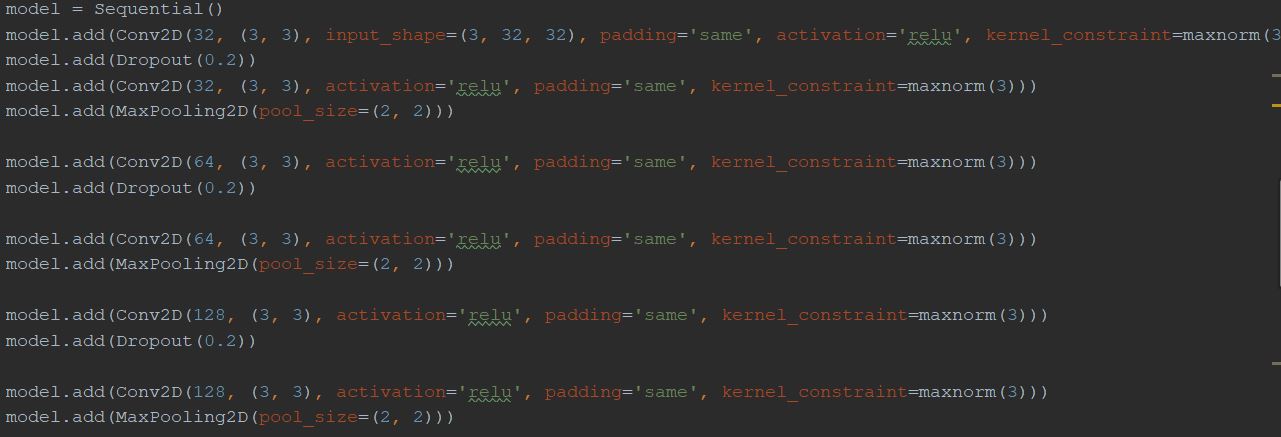 model = Sequential()
model.add(Conv2D(32, (3, 3), input_shape=(3, 32, 32), padding='same', activation='relu', kernel_constraint=maxnorm(3
model.add(Dropout(0.2))
model.add(Conv2D(32, (3, 3), activation='relu', padding='same', kernel_constraint=maxnorm(3)))
model.add(MaxPooling2D(pool_size=(2, 2)))
model.add(Conv2D(64, (3, 3), activation='relu', padding='same', kernel_constraint=maxnorm(3)))
model.add(Dropout(0.2))
model.add(Conv2D(64, (3, 3), activation='relu', padding='same', kernel_constraint=maxnorm(3)))
model.add(MaxPooling2D(pool_size=(2, 2)))
model.add(Conv2D(128, (3, 3), activation='relu', padding='same', kernel_constraint=maxnorm(3)))
model.add(Dropout(0.2))
model.add(Conv2D(128, (3, 3), activation='relu', padding='same', kernel_constraint=maxnorm(3)))
model.add(MaxPooling2D(pool_size=(2, 2)))